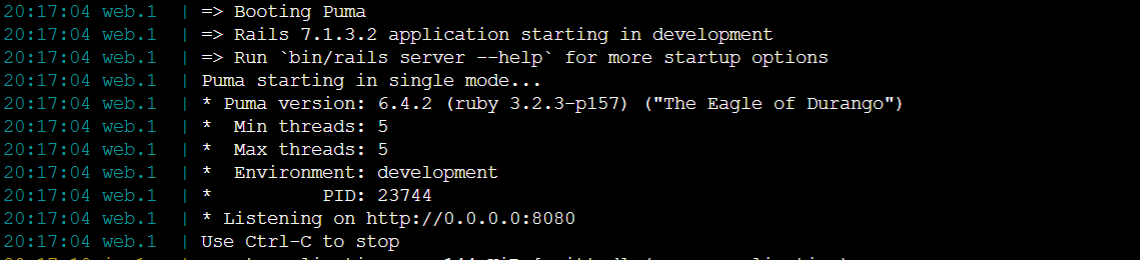 20:17:04 web.1  | => Booting Puma
20:17:04 web.1  | => Rails 7.1.3.2 application starting in development
20:17:04 web.1  | => Run `bin/rails server --help` for more startup options
20:17:04 web.1  | Puma starting in single mode...
20:17:04 web.1  | * Puma version: 6.4.2 (ruby 3.2.3-p157) ("The Eagle of Durango")
20:17:04 web.1  | *  Min threads: 5
20:17:04 web.1  | *  Max threads: 5
20:17:04 web.1  | *  Environment: development
20:17:04 web.1  | *          PID: 23744
20:17:04 web.1  | * Listening on http://0.0.0.0:8080
20:17:04 web.1  | Use Ctrl-C to stop